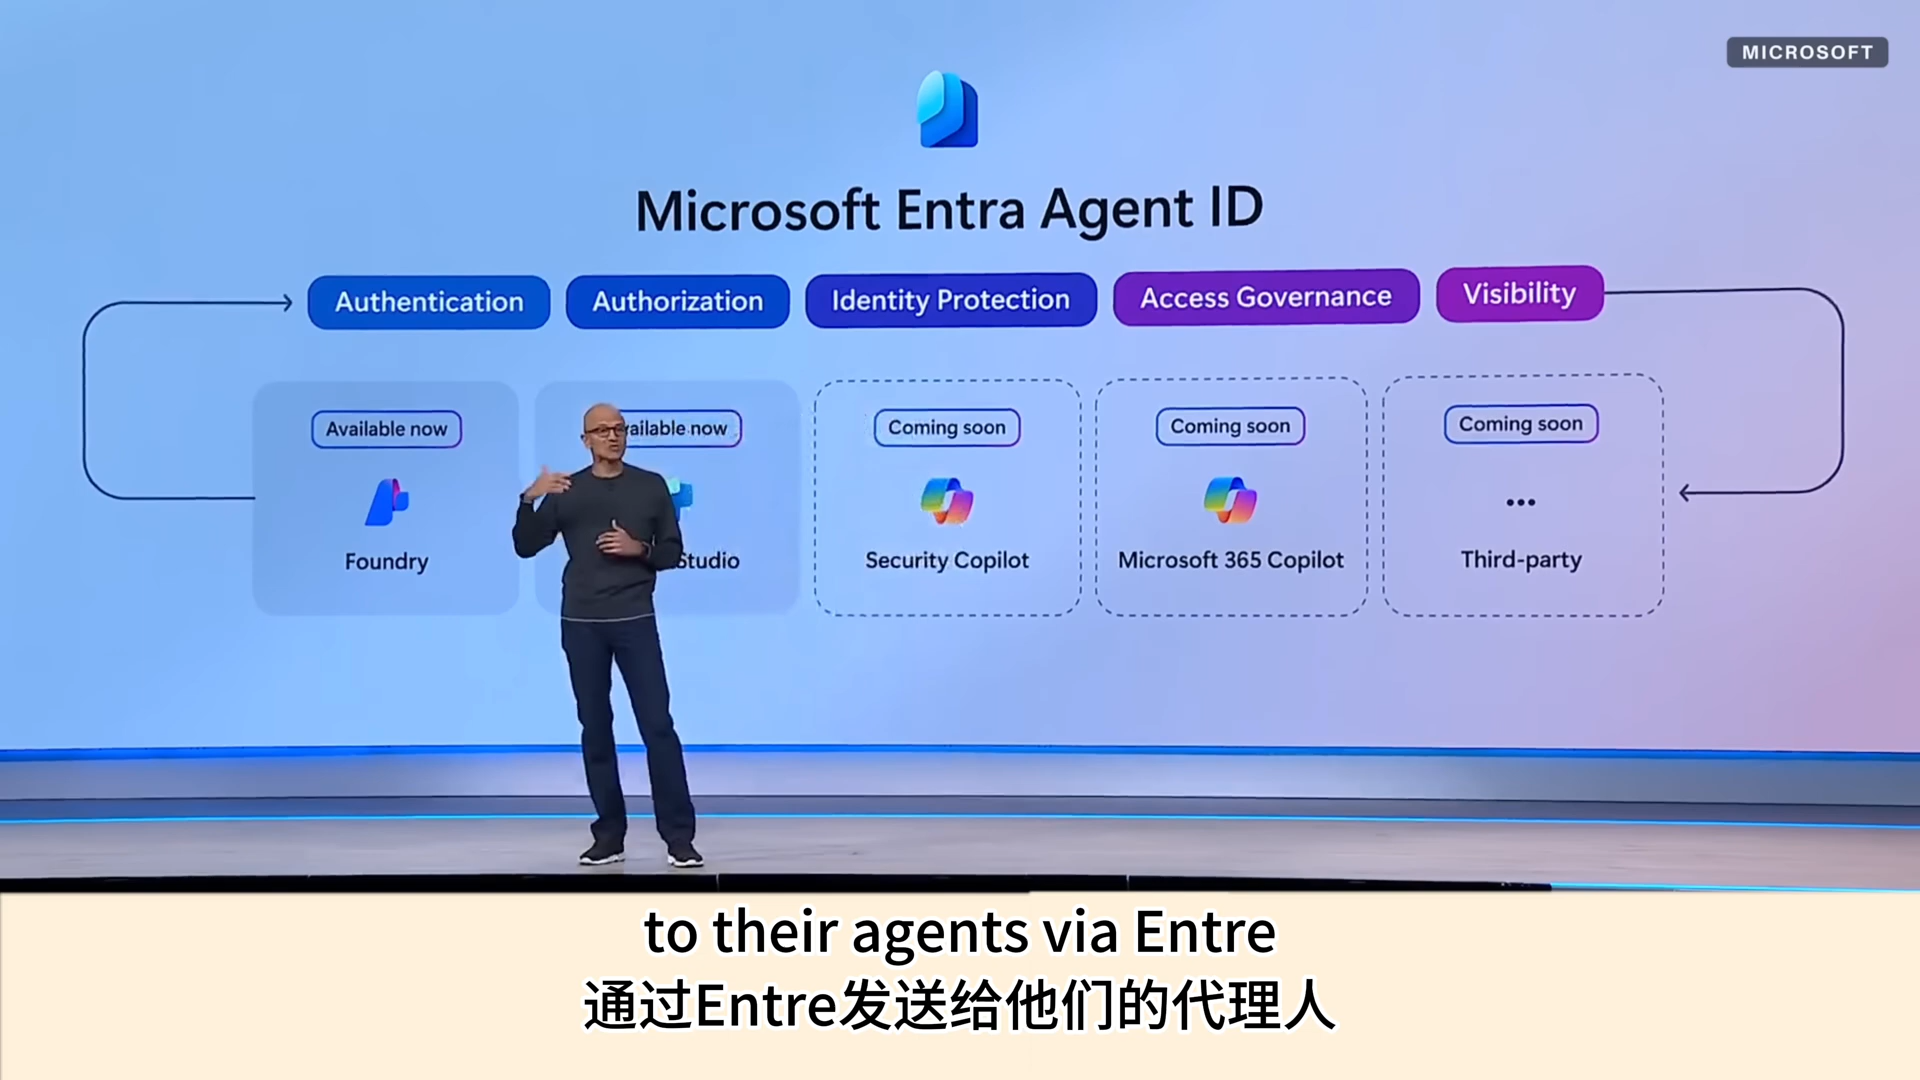 MICROSOFT
Microsoft Entra Agent ID
Authentication Authorization Identity Protection Access Governance Visibility
Available now now Coming soon Coming soon Coming soon
Foundry Studio Security Copilot Microsoft 365 Copilot Third-party
to their agents via Entre
通过Entre发送给他们的代理人